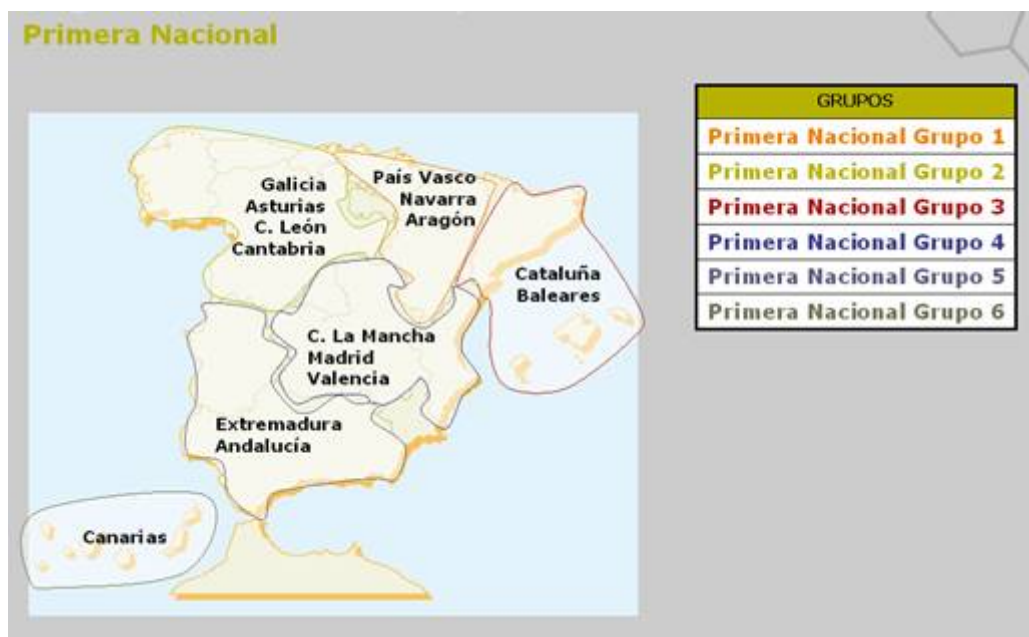 Primera Nacional
GRUPOS
Primera Nacional Grupo 1
Primera Nacional Grupo 2
Primera Nacional Grupo 3
Primera Nacional Grupo 4
Primera Nacional Grupo 5
Primera Nacional Grupo 6
Galicia
Asturias
C. León
Cantabria
País Vasco
Navarra
Aragón
Cataluña
Baleares
C. La Mancha
Madrid
Valencia
Extremadura
Andalucía
Canarias